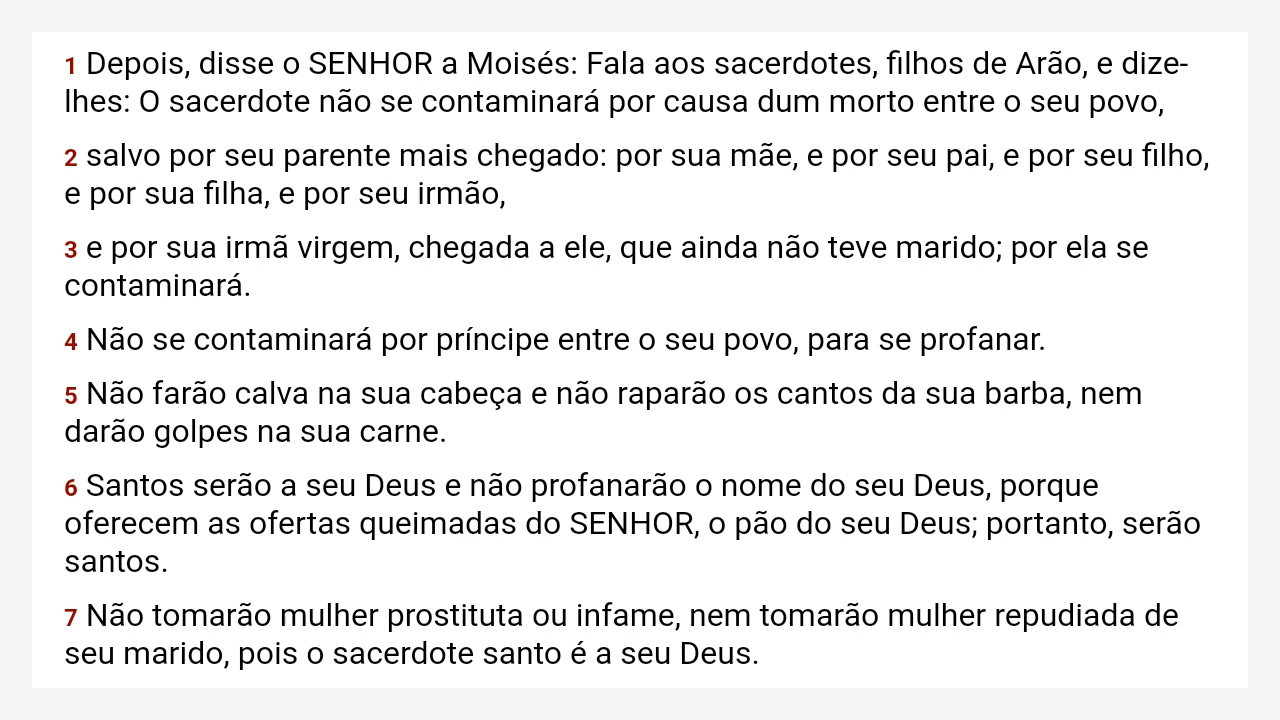 1 Depois, disse o SENHOR a Moisés: Fala aos sacerdotes, filhos de Arão, e dize-
lhes: O sacerdote não se contaminará por causa dum morto entre o seu povo,
2 salvo por seu parente mais chegado: por sua mãe, e por seu pai, e por seu filho,
e por sua filha, e por seu irmão,
3 e por sua irmã virgem, chegada a ele, que ainda não teve marido; por ela se
contaminará.
4 Não se contaminará por príncipe entre o seu povo, para se profanar.
5 Não farão calva na sua cabeça e não raparão os cantos da sua barba, nem
darão golpes na sua carne.
6 Santos serão a seu Deus e não profanarão o nome do seu Deus, porque
oferecem as ofertas queimadas do SENHOR, o pão do seu Deus; portanto, serão
santos.
7 Não tomarão mulher prostituta ou infame, nem tomarão mulher repudiada de
seu marido, pois o sacerdote santo é a seu Deus.